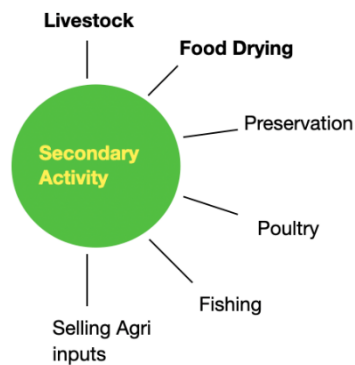 Livestock
Food Drying
Preservation
Secondary
Activity
Poultry
Fishing
Selling Agri
inputs